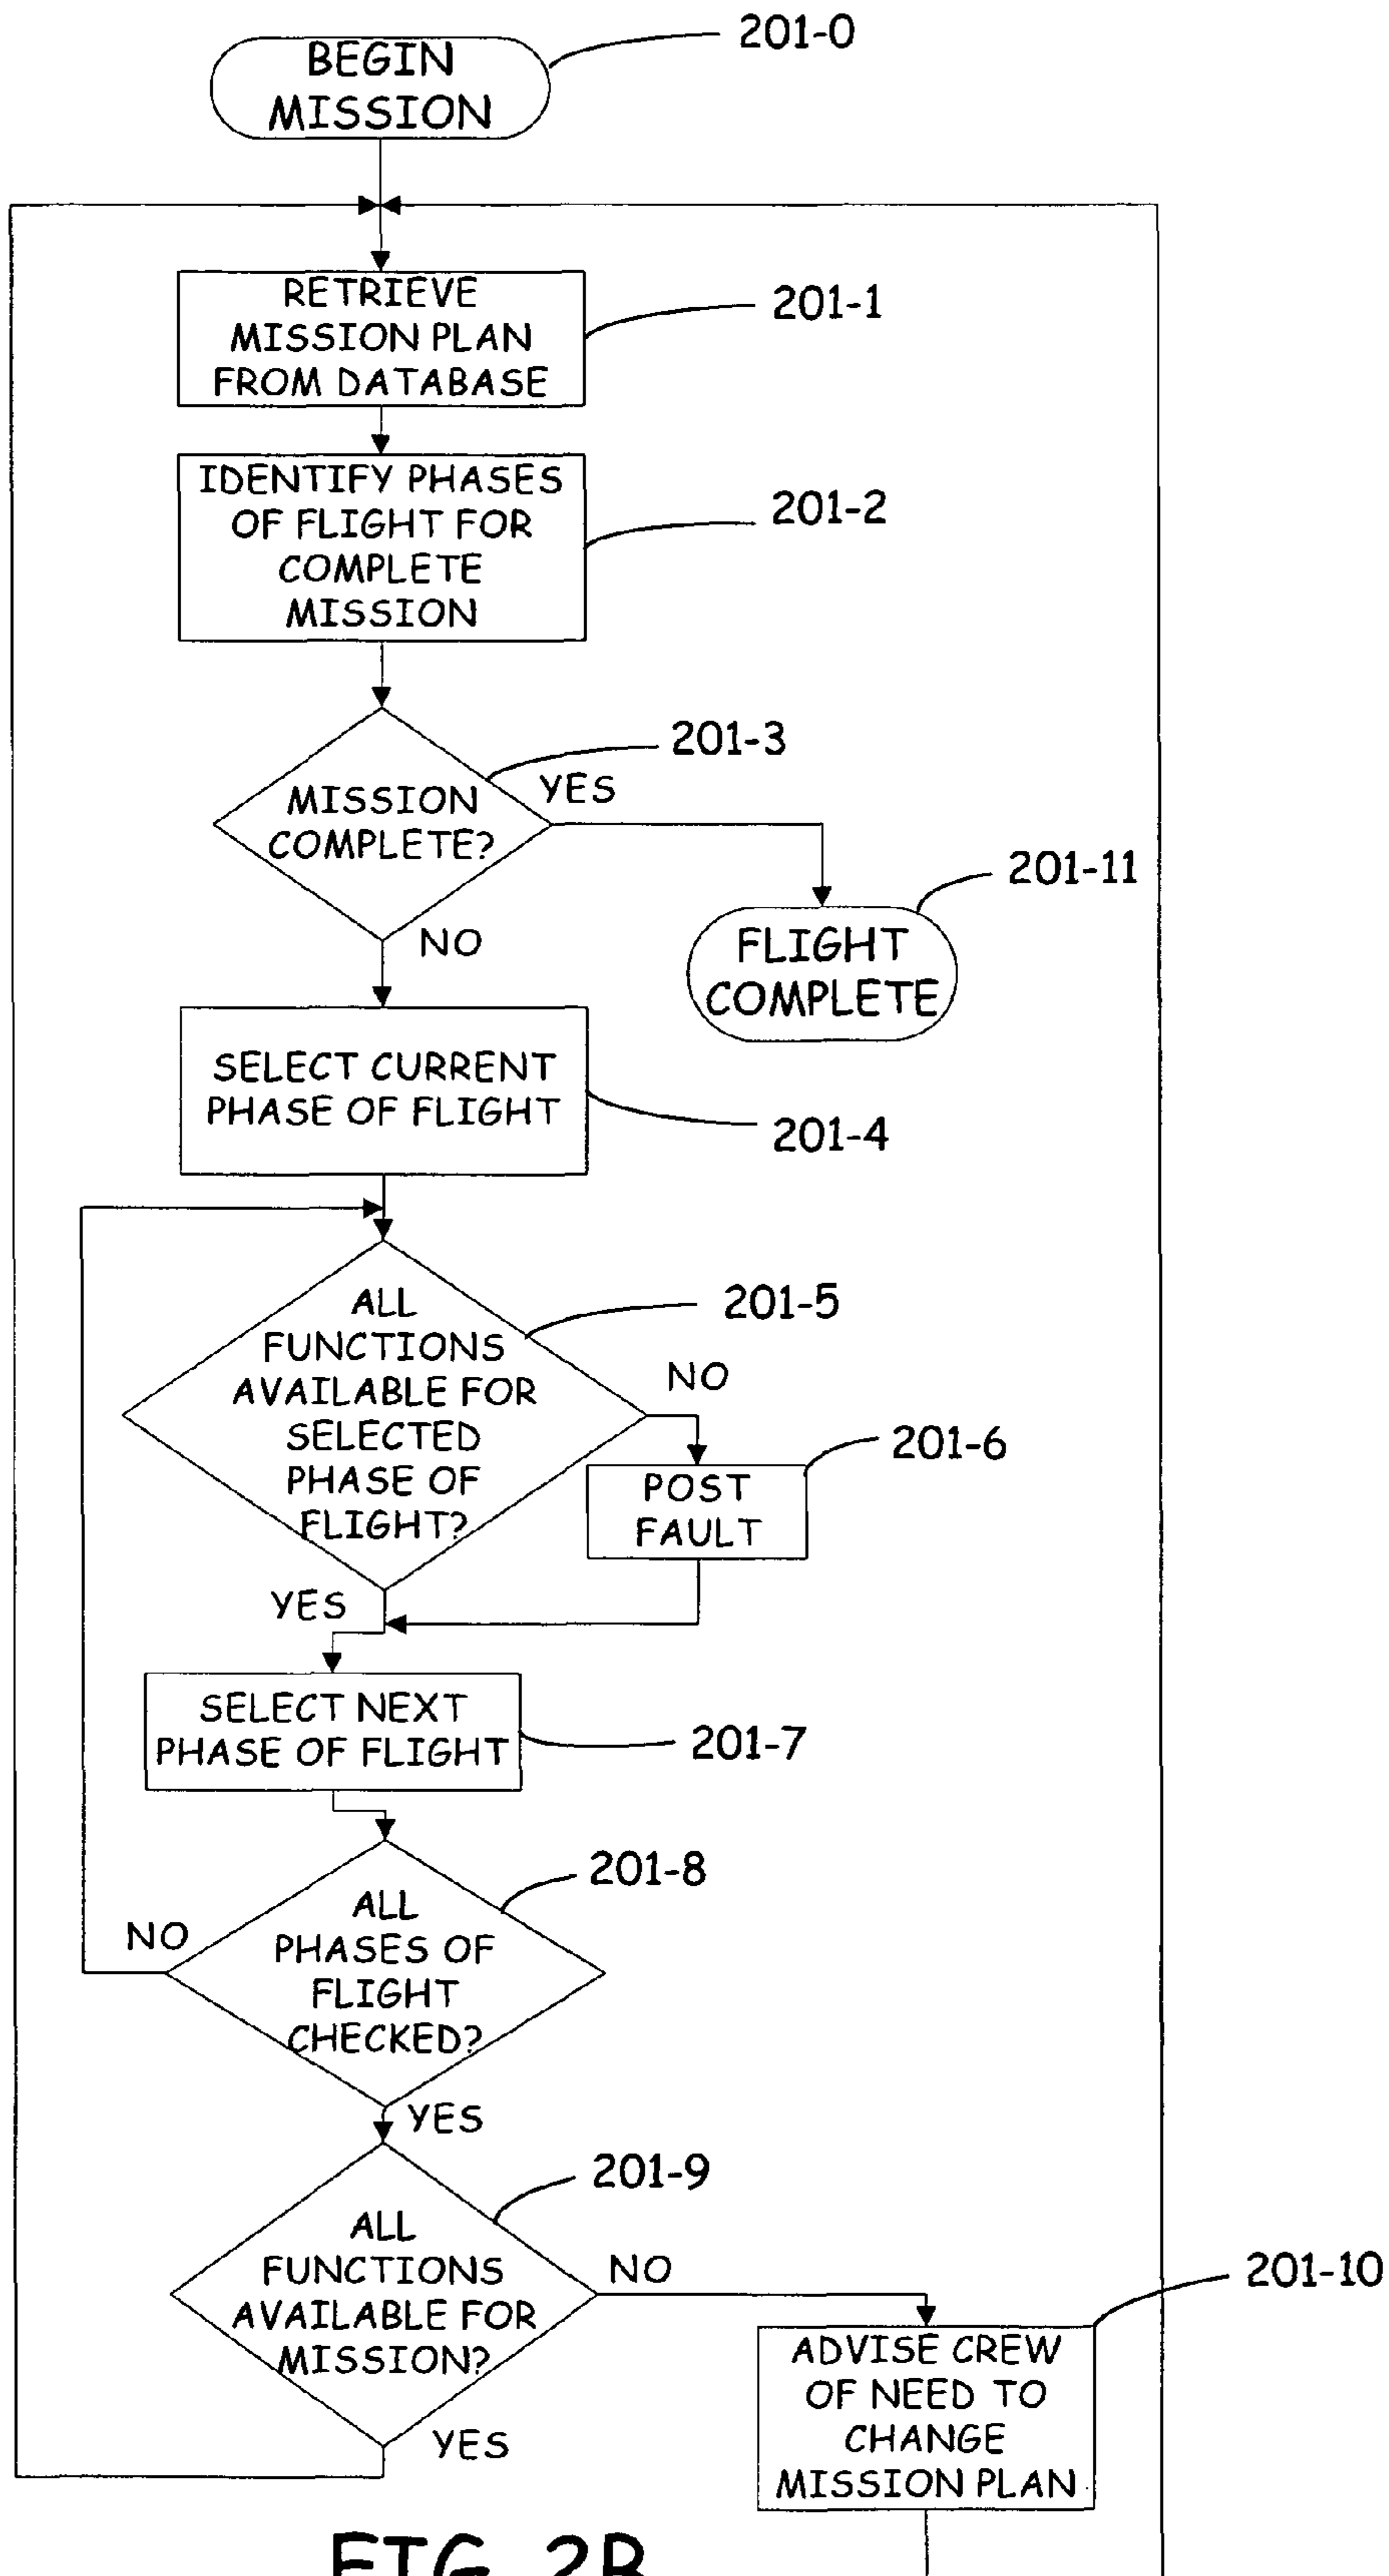 BEGIN
MISSION
201-0
RETRIEVE
MISSION PLAN
FROM DATABASE
201-1
IDENTIFY PHASES
OF FLIGHT FOR
COMPLETE
MISSION
201-2
201-3
MISSION
COMPLETE?
YES
NO
201-11
FLIGHT
COMPLETE
SELECT CURRENT
PHASE OF FLIGHT
201-4
ALL
FUNCTIONS
AVAILABLE FOR
SELECTED
PHASE OF
FLIGHT?
201-5
NO
201-6
POST
FAULT
YES
SELECT NEXT
PHASE OF FLIGHT
201-7
201-8
ALL
PHASES OF
FLIGHT
CHECKED?
NO
YES
201-9
ALL
FUNCTIONS
AVAILABLE FOR
MISSION?
NO
YES
201-10
ADVISE CREW
OF NEED TO
CHANGE
MISSION PLAN
FIG 2B